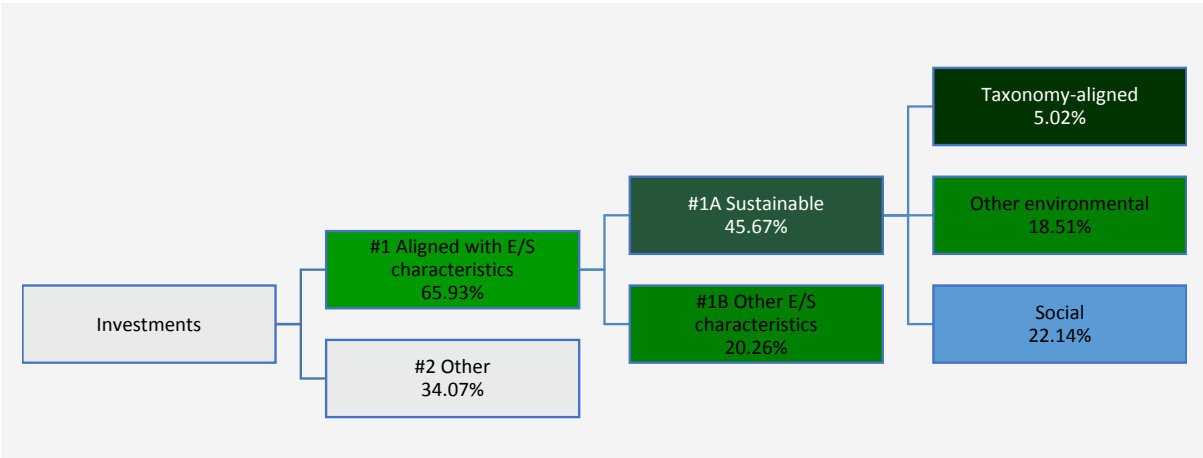 Investments
#1 Aligned with E/S
characteristics
65.93%
#2 Other
34.07%
#1A Sustainable
45.67%
#1B Other E/S
characteristics
20.26%
Taxonomy-aligned
5.02%
Other environmental
18.51%
Social
22.14%